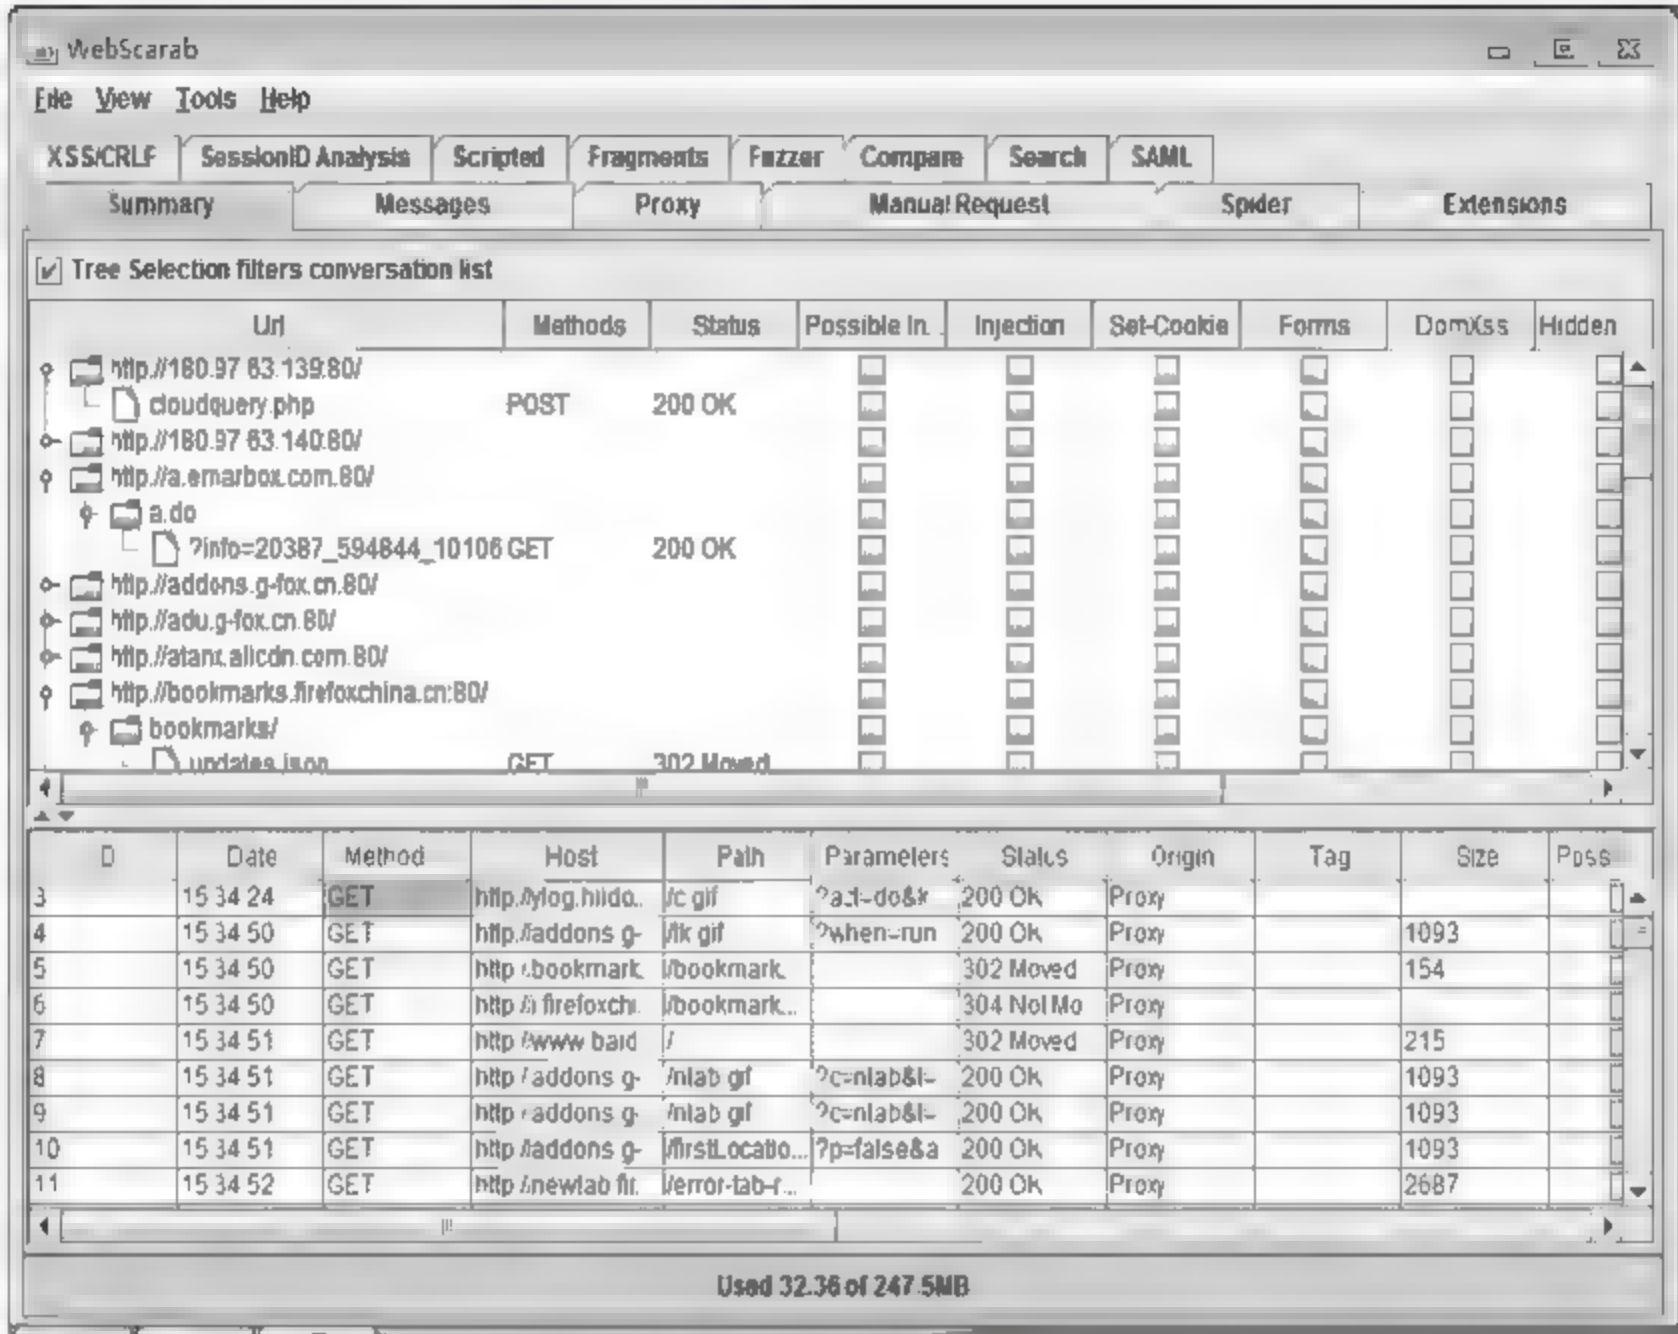 WebScarab
File View Tools Help
XSS/CRLF SessionID Analysis Scripted Fragments Fuzzer Compare Search SAML
Summary Messages Proxy Manual Request Spider Extensions
Tree Selection filters conversation list
Url Methods Status Possible In... Injection Set-Cookie Forms DomXss Hidden
http://180.97.63.139:80/
cloudquery.php POST 200 OK
http://180.97.63.140:80/
http://a.emarbox.com:80/
a.do
?info=20387_594844_10106 GET 200 OK
http://addons.g-fox.cn:80/
http://adu.g-fox.cn:80/
http://atanx.alicdn.com:80/
http://bookmarks.firefoxchina.cn:80/
bookmarks/
updates.json GET 302 Moved
Date Method Host Path Parameters Status Origin Tag Size Poss
3 15:34:24 GET /c.gif 200 OK Proxy
4 15:34:50 GET http://addons.g- ?when=run 200 OK Proxy 1093
5 15:34:50 GET http://bookmark. /bookmark. 302 Moved Proxy 154
6 15:34:50 GET http://i.firefoxchi. /bookmark... 304 Not Mo Proxy
7 15:34:51 GET http://www.baid / 302 Moved Proxy 215
8 15:34:51 GET http://addons.g- /ntab.gif ?c=ntab&l= 200 OK Proxy 1093
9 15:34:51 GET http://addons.g- /ntab.gif ?c=ntab&l= 200 OK Proxy 1093
10 15:34:51 GET http://addons.g- /firstLocatio... ?p=false&a 200 OK Proxy 1093
11 15:34:52 GET http://newtab.fir. /error-tab-r... 200 OK Proxy 2687
Used 32.36 of 247.5MB